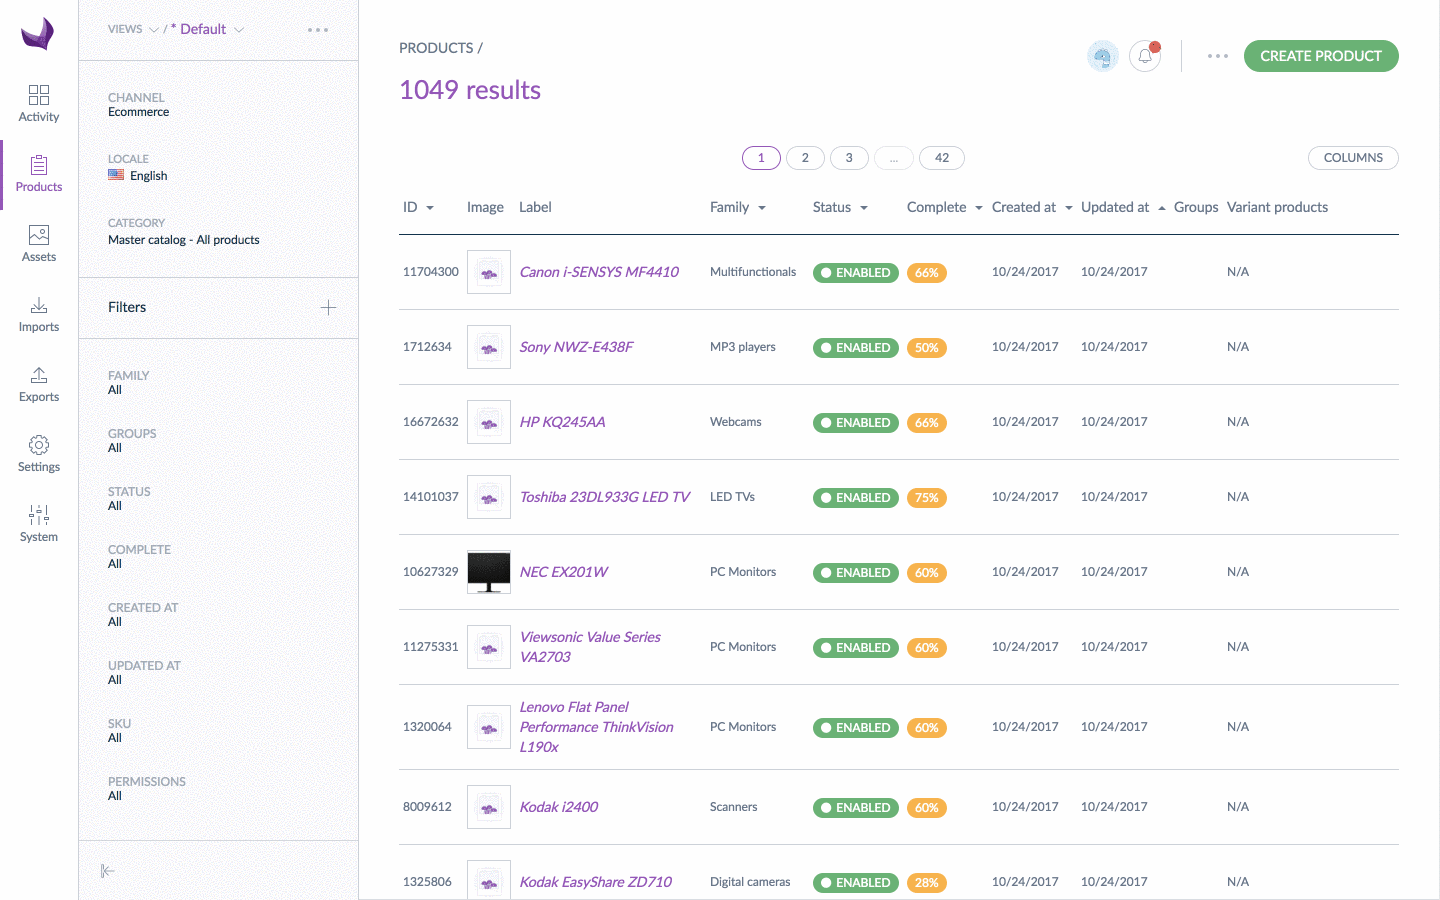 VIEWS / * Default
Activity
Products
Assets
Imports
Exports
Settings
System
CHANNEL
Ecommerce
LOCALE
English
CATEGORY
Master catalog - All products
Filters
FAMILY
All
GROUPS
All
STATUS
All
COMPLETE
All
CREATED AT
All
UPDATED AT
All
SKU
All
PERMISSIONS
All
PRODUCTS /
1049 results
CREATE PRODUCT
1 2 3 ... 42
COLUMNS
ID Image Label Family Status Complete Created at Updated at Groups Variant products
11704300 Canon i-SENSYS MF4410 Multifunctionals ENABLED 66% 10/24/2017 10/24/2017 N/A
1712634 Sony NWZ-E438F MP3 players ENABLED 50% 10/24/2017 10/24/2017 N/A
16672632 HP KQ245AA Webcams ENABLED 66% 10/24/2017 10/24/2017 N/A
14101037 Toshiba 23DL933G LED TV LED TVs ENABLED 75% 10/24/2017 10/24/2017 N/A
10627329 NEC EX201W PC Monitors ENABLED 60% 10/24/2017 10/24/2017 N/A
11275331 Viewsonic Value Series
VA2703 PC Monitors ENABLED 60% 10/24/2017 10/24/2017 N/A
Lenovo Flat Panel
1320064 Performance ThinkVision PC Monitors ENABLED 60% 10/24/2017 10/24/2017 N/A
L190x
8009612 Kodak i2400 Scanners ENABLED 60% 10/24/2017 10/24/2017 N/A
1325806 Kodak EasyShare ZD710 Digital cameras ENABLED 28% 10/24/2017 10/24/2017 N/A